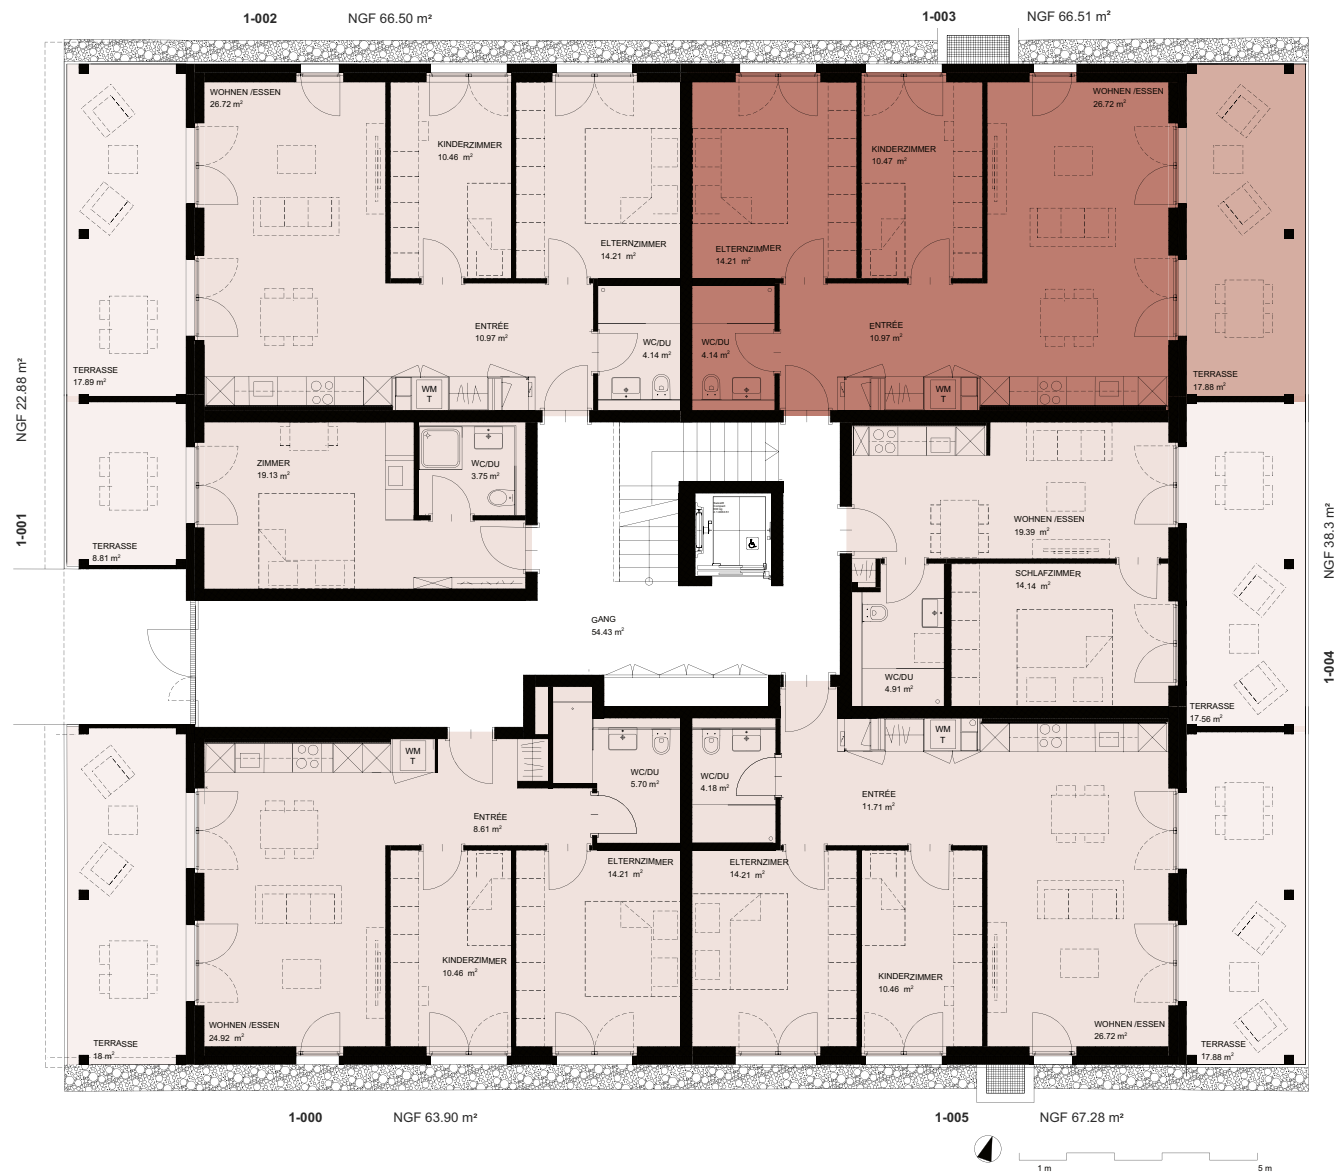 1-002 NGF 66.50 m²
1-003 NGF 66.51 m²
WOHNEN /ESSEN
26.72 m²
KINDERZIMMER
10.46 m²
ELTERNZIMMER
14.21 m²
ENTRÉE
10.97 m²
WC/DU
4.14 m²
WM
T
TERRASSE
17.89 m²
ELTERNZIMMER
14.21 m²
KINDERZIMMER
10.47 m²
WOHNEN /ESSEN
26.72 m²
WC/DU
4.14 m²
ENTRÉE
10.97 m²
WM
T
TERRASSE
17.88 m²
NGF 22.88 m²
1-001
TERRASSE
8.81 m²
ZIMMER
19.13 m²
WC/DU
3.75 m²
GANG
54.43 m²
WOHNEN /ESSEN
19.39 m²
SCHLAFZIMMER
14.14 m²
WC/DU
4.91 m²
TERRASSE
17.56 m²
NGF 38.3 m²
1-004
WM
T
ENTRÉE
8.61 m²
WC/DU
5.70 m²
ELTERNZIMMER
14.21 m²
KINDERZIMMER
10.46 m²
WOHNEN /ESSEN
24.92 m²
TERRASSE
18 m²
WC/DU
4.18 m²
WM
T
ENTRÉE
11.71 m²
ELTERNZIMMER
14.21 m²
KINDERZIMMER
10.46 m²
WOHNEN /ESSEN
26.72 m²
TERRASSE
17.88 m²
1-000 NGF 63.90 m²
1-005 NGF 67.28 m²
1 m 5 m